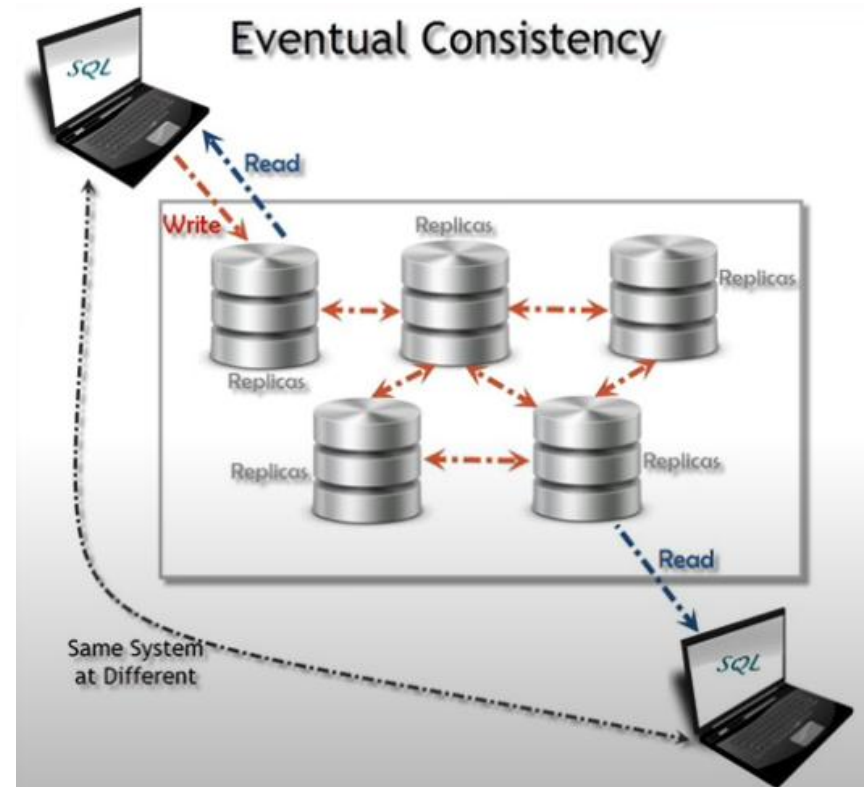 Eventual Consistency
SQL
Read
Write
Replicas
Replicas
Replicas
Replicas
Replicas
Read
Same System
at Different
SQL